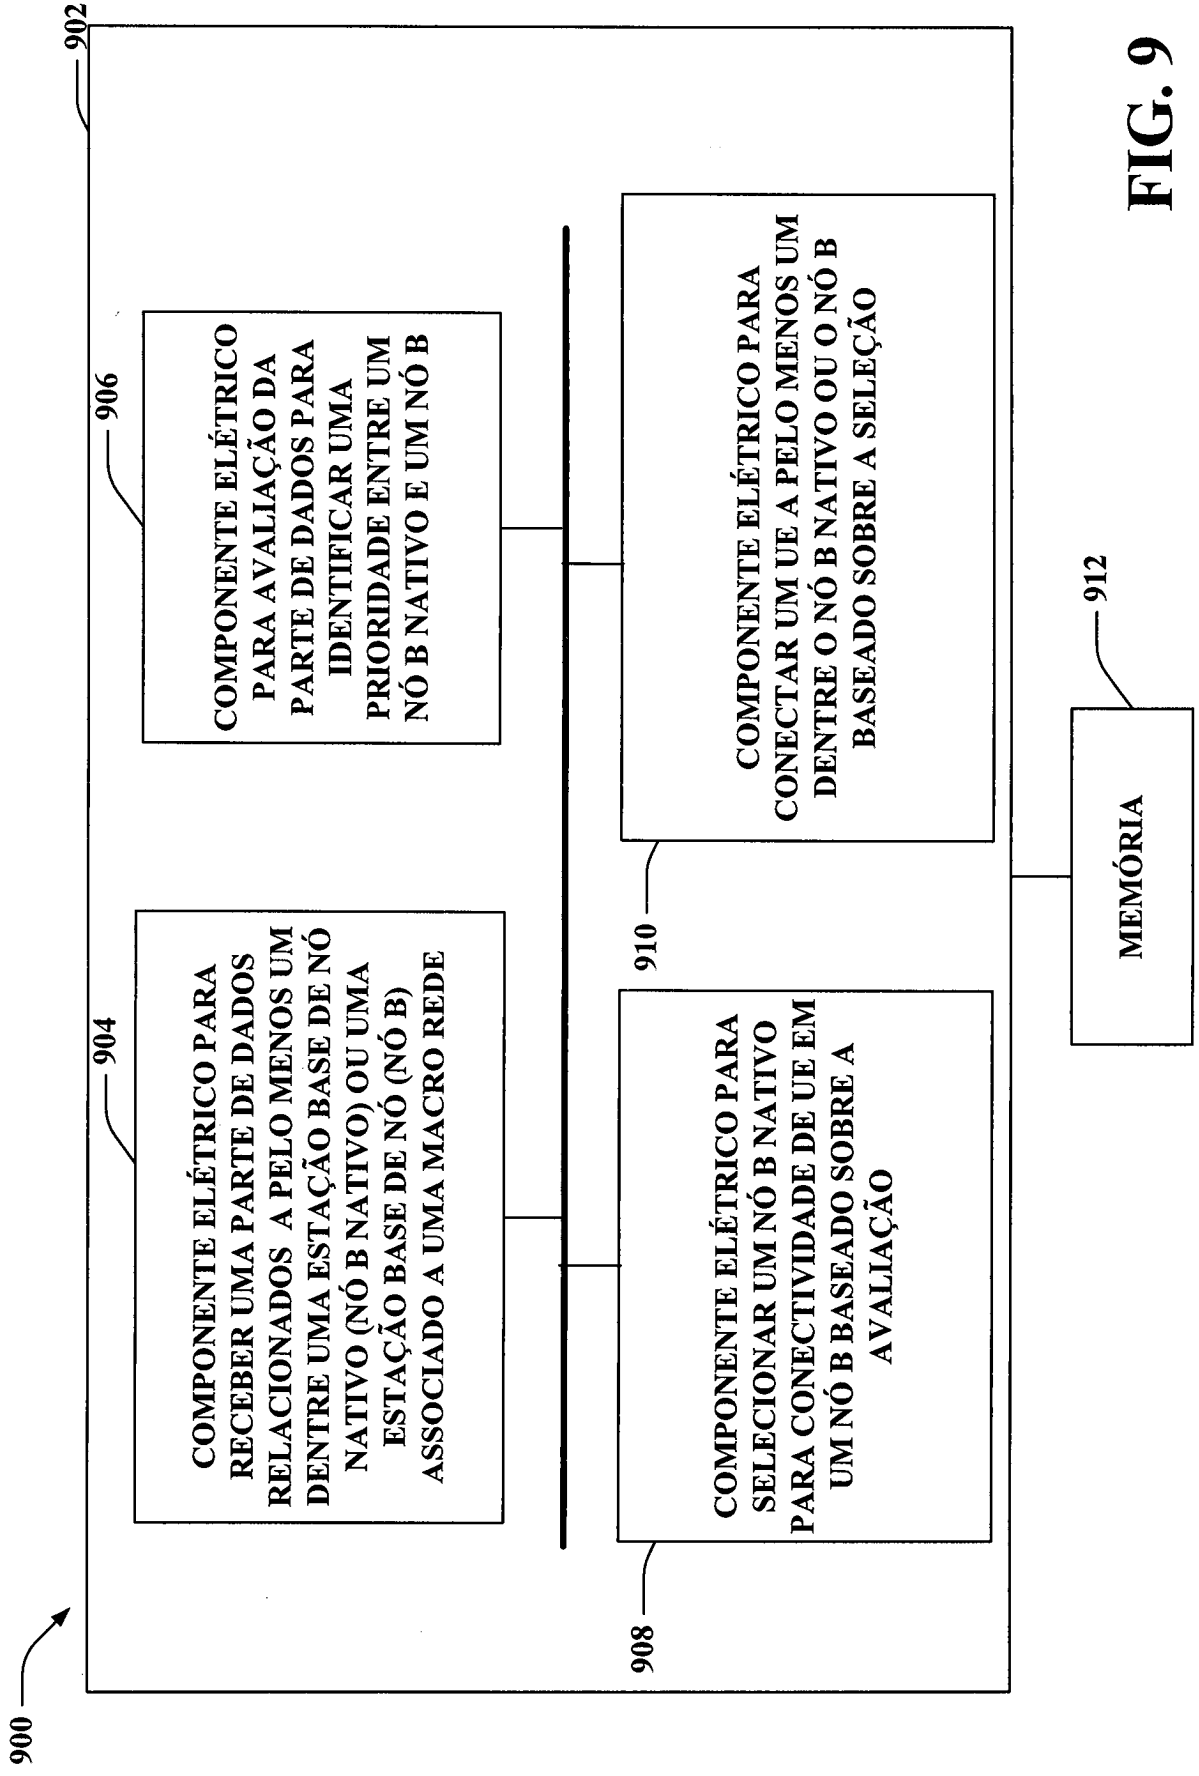 900
902
904
COMPONENTE ELÉTRICO PARA
RECEBER UMA PARTE DE DADOS
RELACIONADOS A PELO MENOS UM
DENTRE UMA ESTAÇÃO BASE DE NÓ
NATIVO (NÓ B NATIVO) OU UMA
ESTAÇÃO BASE DE NÓ (NÓ B)
ASSOCIADO A UMA MACRO REDE
906
COMPONENTE ELÉTRICO
PARA AVALIAÇÃO DA
PARTE DE DADOS PARA
IDENTIFICAR UMA
PRIORIDADE ENTRE UM
NÓ B NATIVO E UM NÓ B
908
COMPONENTE ELÉTRICO PARA
SELECIONAR UM NÓ B NATIVO
PARA CONECTIVIDADE DE UE EM
UM NÓ B BASEADO SOBRE A
AVALIAÇÃO
910
COMPONENTE ELÉTRICO PARA
CONECTAR UM UE A PELO MENOS UM
DENTRE O NÓ B NATIVO OU O NÓ B
BASEADO SOBRE A SELEÇÃO
912
MEMÓRIA
FIG. 9